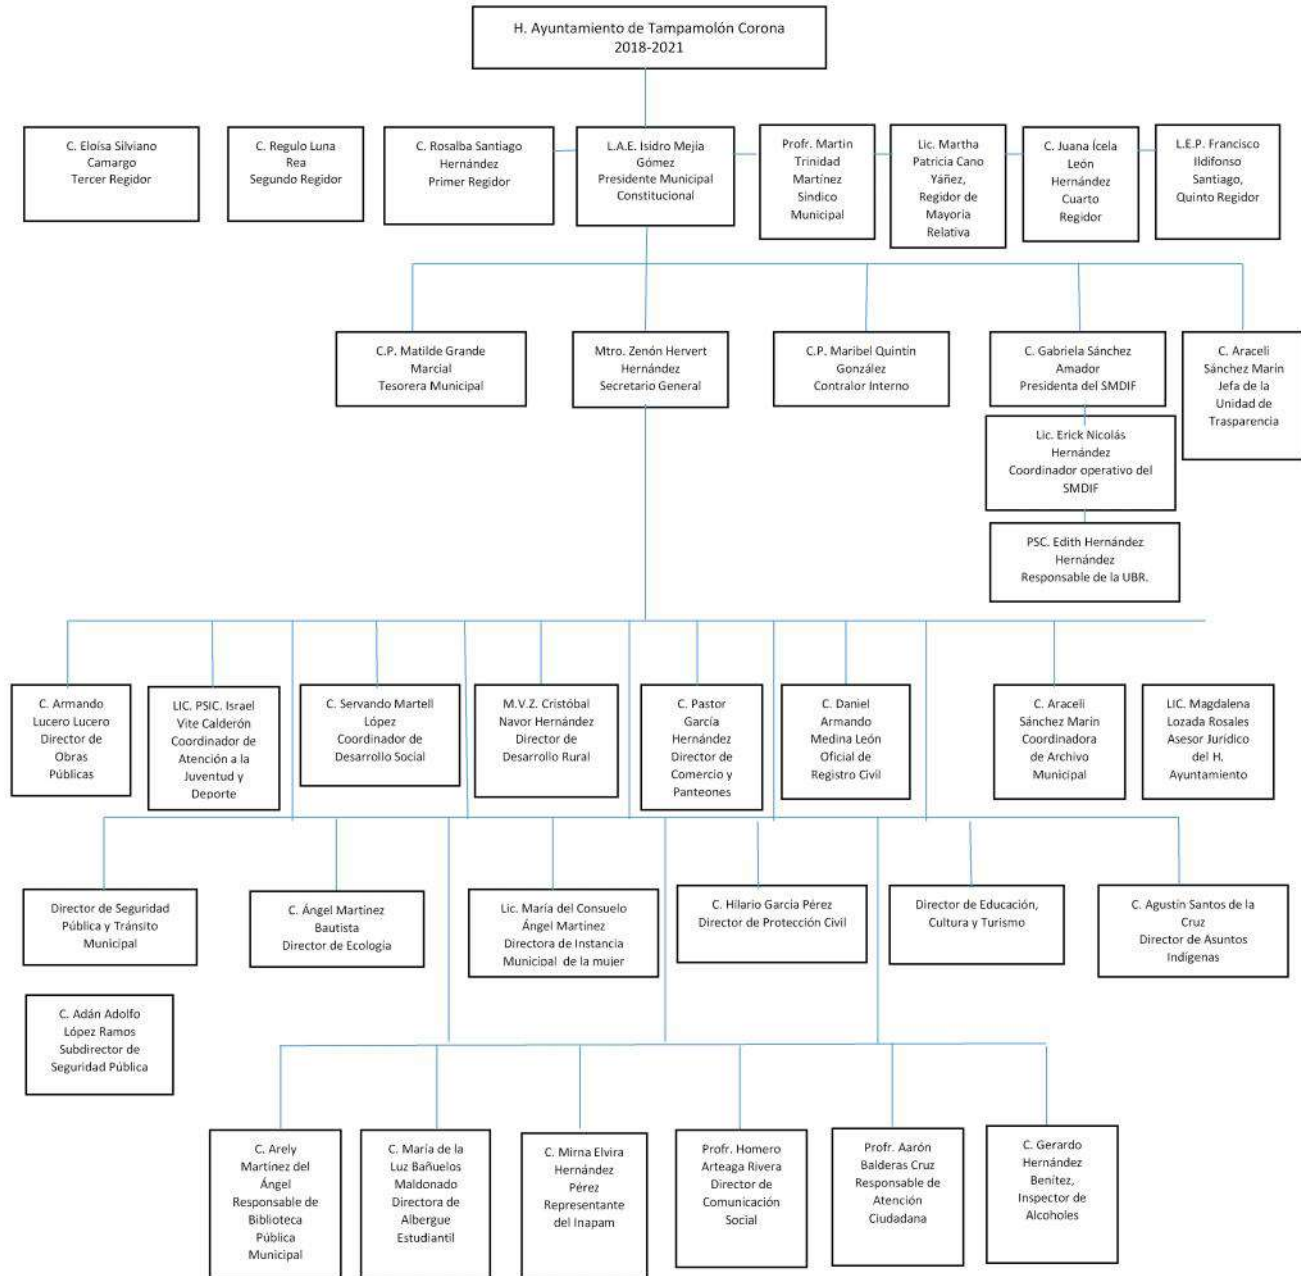 H. Ayuntamiento de Tampamolón Corona
2018-2021
C. Eloísa Silviano
Camargo
Tercer Regidor
C. Regulo Luna
Rea
Segundo Regidor
C. Rosalba Santiago
Hernández
Primer Regidor
L.A.E. Isidro Mejía
Gómez
Presidente Municipal
Constitucional
Profr. Martin
Trinidad
Martínez
Sindico
Municipal
Lic. Martha
Patricia Cano
Yáñez,
Regidor de
Mayoría
Relativa
C. Juana Ícela
León
Hernández
Cuarto
Regidor
L.E.P. Francisco
Ildifonso
Santiago,
Quinto Regidor
C.P. Matilde Grande
Marcial
Tesorera Municipal
Mtro. Zenón Hervert
Hernández
Secretario General
C.P. Maribel Quintín
González
Contralor Interno
C. Gabriela Sánchez
Amador
Presidenta del SMDIF
C. Araceli
Sánchez Marín
Jefa de la
Unidad de
Trasparencia
Lic. Erick Nicolás
Hernández
Coordinador operativo del
SMDIF
PSC. Edith Hernández
Hernández
Responsable de la UBR.
C. Armando
Lucero Lucero
Director de
Obras
Públicas
LIC. PSIC. Israel
Vite Calderón
Coordinador de
Atención a la
Juventud y
Deporte
C. Servando Martell
López
Coordinador de
Desarrollo Social
M.V.Z. Cristóbal
Navor Hernández
Director de
Desarrollo Rural
C. Pastor
García
Hernández
Director de
Comercio y
Panteones
C. Daniel
Armando
Medina León
Oficial de
Registro Civil
C. Araceli
Sánchez Marín
Coordinadora
de Archivo
Municipal
LIC. Magdalena
Lozada Rosales
Asesor Jurídico
del H.
Ayuntamiento
Director de Seguridad
Pública y Tránsito
Municipal
C. Ángel Martínez
Bautista
Director de Ecología
Lic. María del Consuelo
Ángel Martínez
Directora de Instancia
Municipal de la mujer
C. Hilario García Pérez
Director de Protección Civil
Director de Educación,
Cultura y Turismo
C. Agustín Santos de la
Cruz
Director de Asuntos
Indígenas
C. Adán Adolfo
López Ramos
Subdirector de
Seguridad Pública
C. Arely
Martínez del
Ángel
Responsable de
Biblioteca
Pública
Municipal
C. María de la
Luz Bañuelos
Maldonado
Directora de
Albergue
Estudiantil
C. Mirna Elvira
Hernández
Pérez
Representante
del Inapam
Profr. Homero
Arteaga Rivera
Director de
Comunicación
Social
Profr. Aarón
Balderas Cruz
Responsable de
Atención
Ciudadana
C. Gerardo
Hernández
Benítez,
Inspector de
Alcoholes